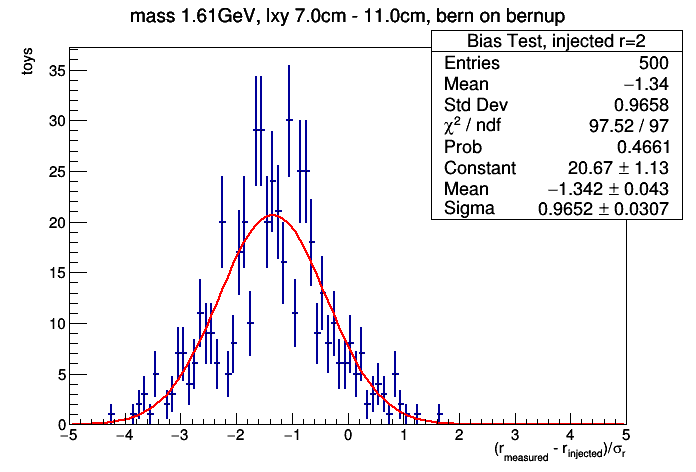 mass 1.61GeV, lxy 7.0cm - 11.0cm, bern on bernup
Bias Test, injected r=2
Entries 500
Mean −1.34
Std Dev 0.9658
χ² / ndf 97.52 / 97
Prob 0.4661
Constant 20.67 ± 1.13
Mean −1.342 ± 0.043
Sigma 0.9652 ± 0.0307
toys
35
30
25
20
15
10
5
0
−5 −4 −3 −2 −1 0 1 2 3 4 5
(r_measured - r_injected)/σ_r